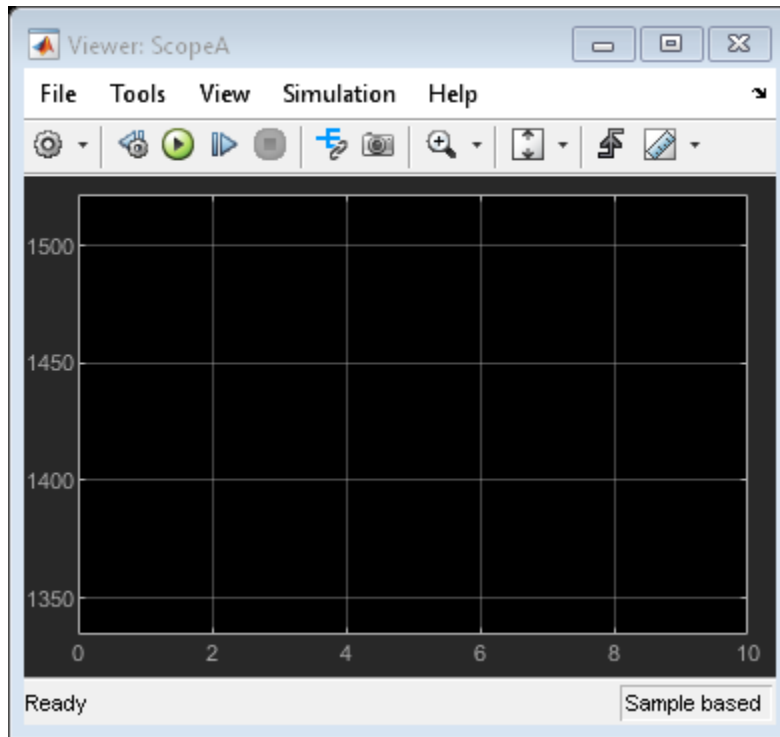 Viewer: ScopeA
File Tools View Simulation Help
1500
1450
1400
1350
0 2 4 6 8 10
Ready Sample based